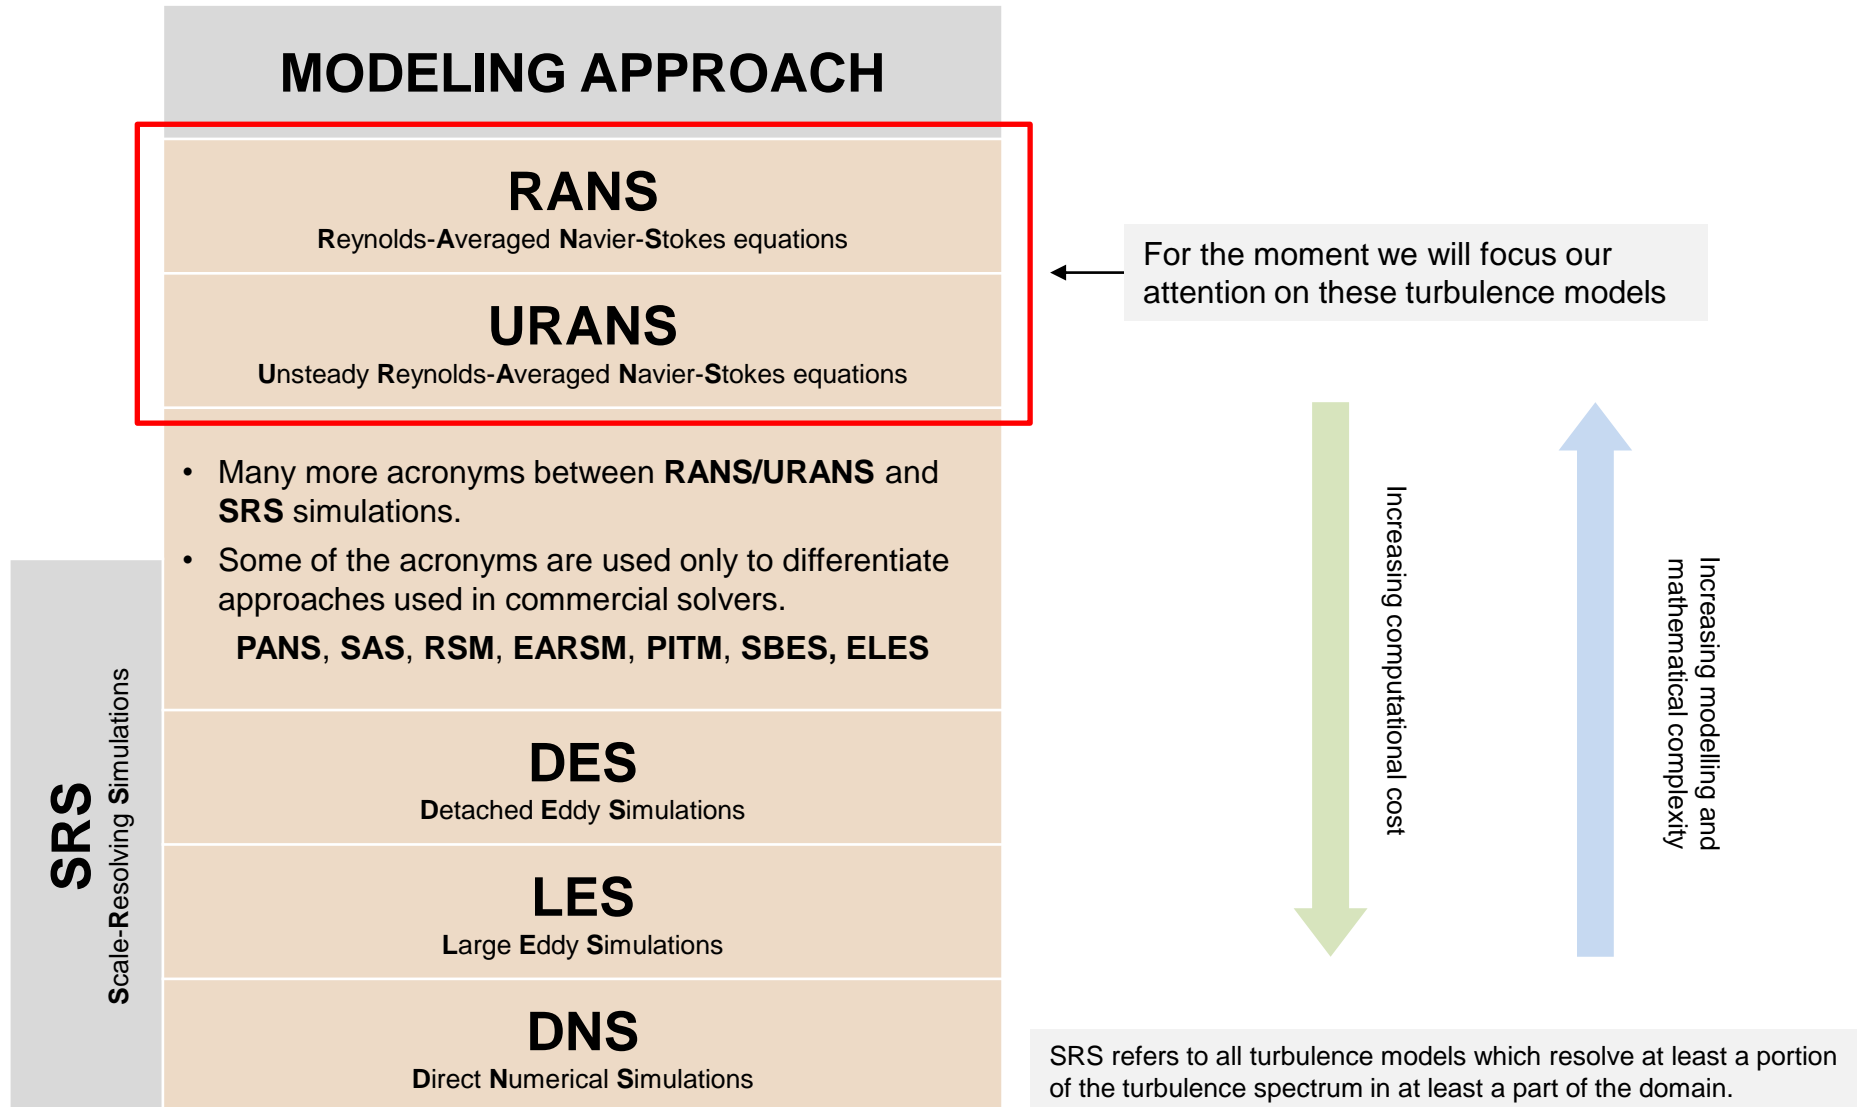 MODELING APPROACH
RANS
Reynolds-Averaged Navier-Stokes equations
URANS
Unsteady Reynolds-Averaged Navier-Stokes equations
• Many more acronyms between RANS/URANS and
SRS simulations.
• Some of the acronyms are used only to differentiate
approaches used in commercial solvers.
PANS, SAS, RSM, EARSM, PITM, SBES, ELES
DES
Detached Eddy Simulations
LES
Large Eddy Simulations
DNS
Direct Numerical Simulations
SRS
Scale-Resolving Simulations
For the moment we will focus our
attention on these turbulence models
Increasing computational cost
Increasing modelling and
mathematical complexity
SRS refers to all turbulence models which resolve at least a portion
of the turbulence spectrum in at least a part of the domain.